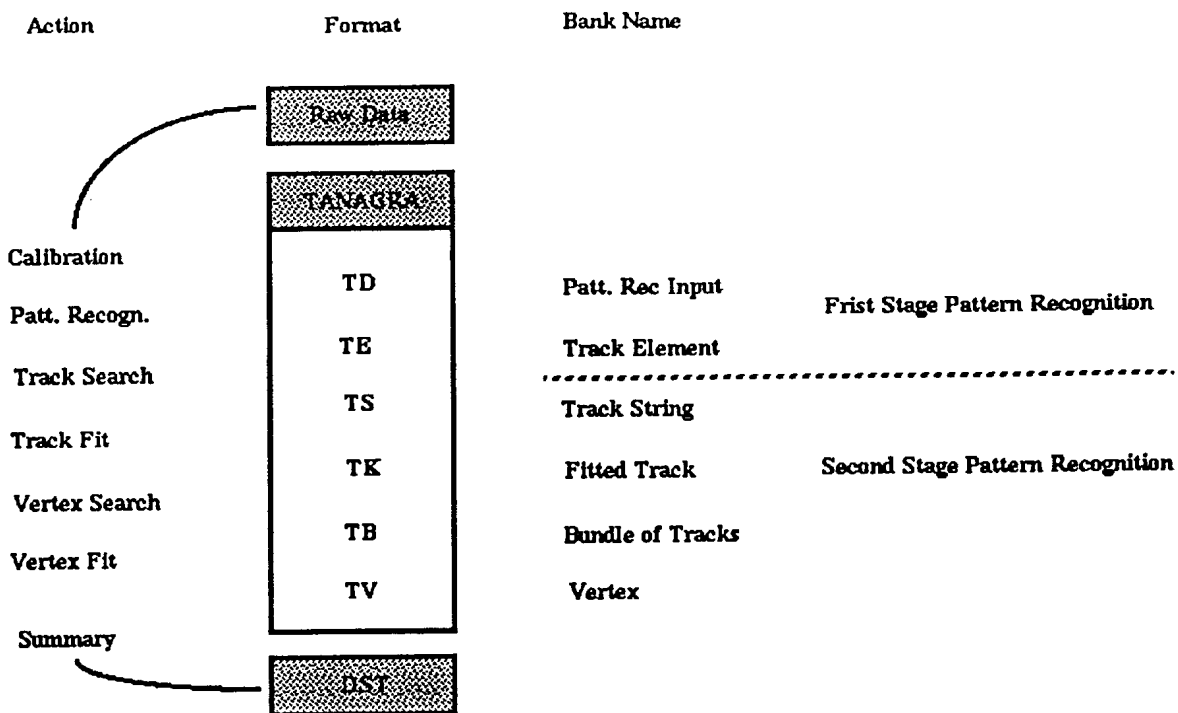 Action Format Bank Name
Raw Data
TANAGRA
Calibration
TD Patt. Rec Input
Frist Stage Pattern Recognition
Patt. Recogn.
TE Track Element
Track Search
TS Track String
Track Fit
TK Fitted Track Second Stage Pattern Recognition
Vertex Search
TB Bundle of Tracks
Vertex Fit
TV Vertex
Summary
DST